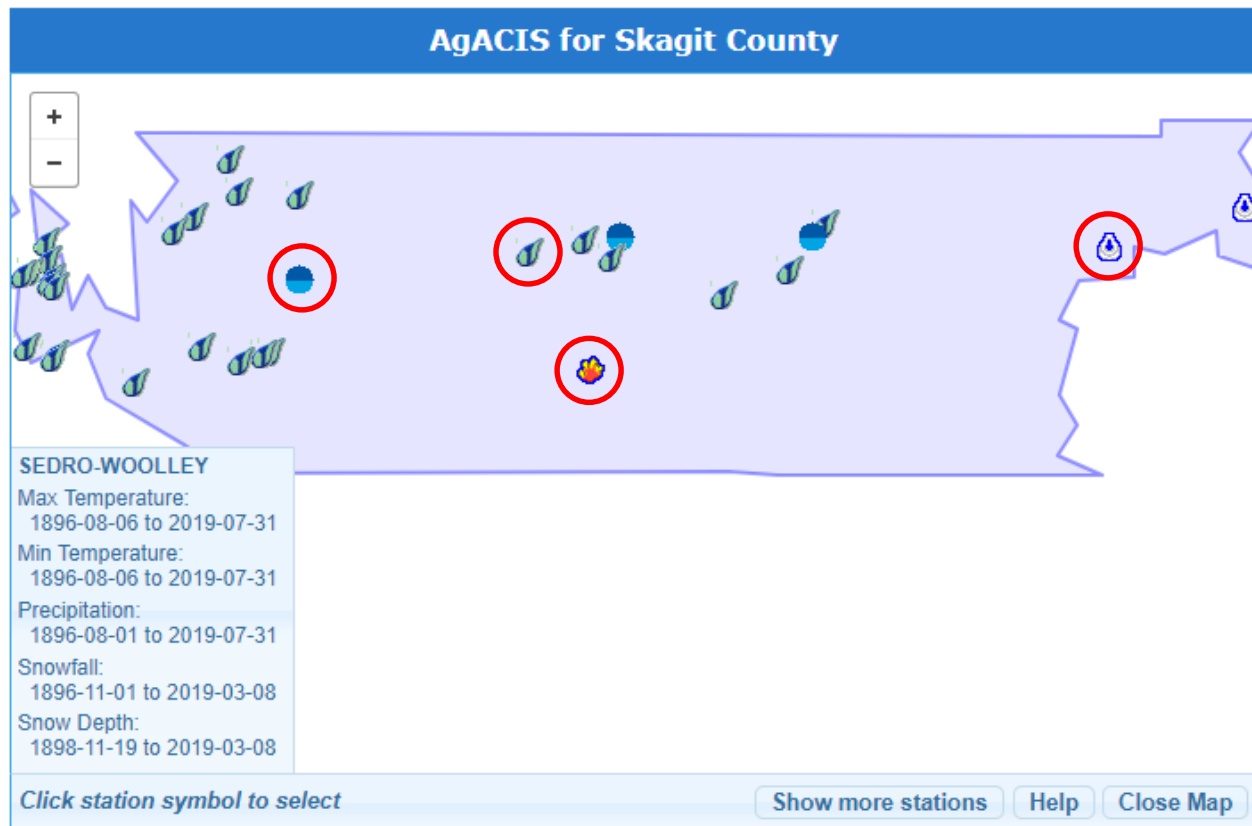 AgACIS for Skagit County
+
−
SEDRO-WOOLLEY
Max Temperature:
1896-08-06 to 2019-07-31
Min Temperature:
1896-08-06 to 2019-07-31
Precipitation:
1896-08-01 to 2019-07-31
Snowfall:
1896-11-01 to 2019-03-08
Snow Depth:
1898-11-19 to 2019-03-08
Click station symbol to select
Show more stations
Help
Close Map